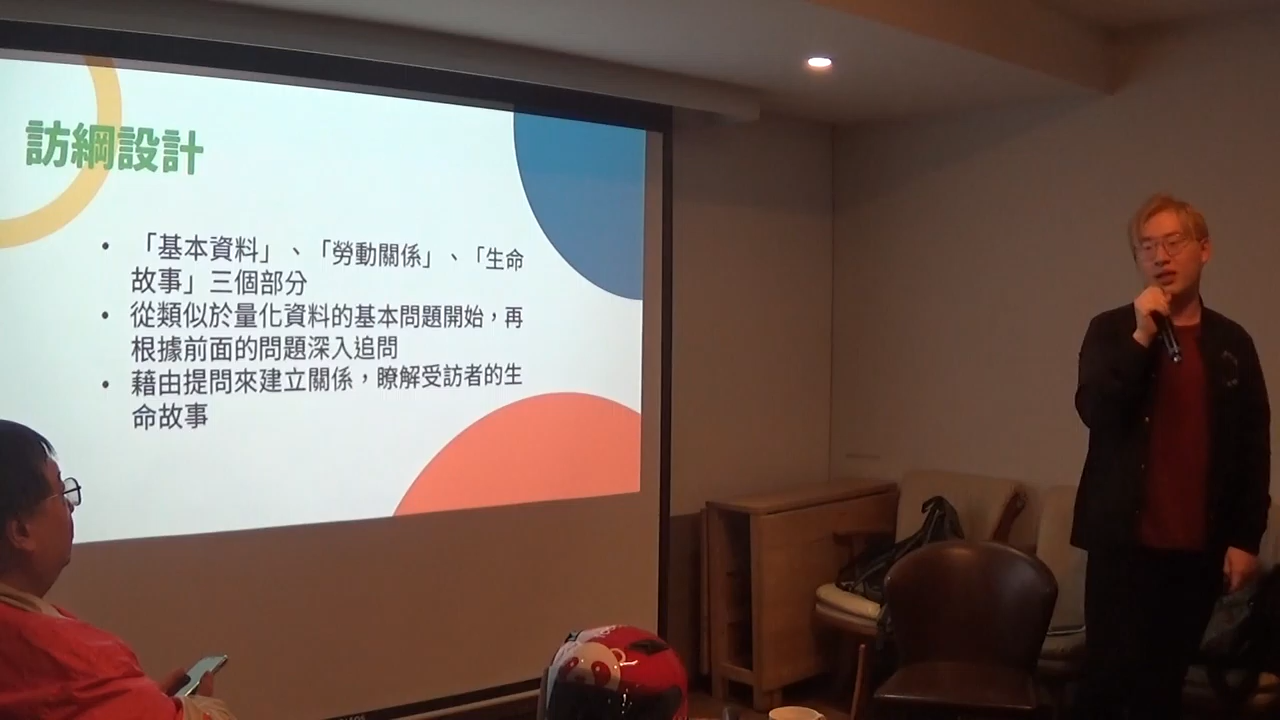 訪綱設計
• 「基本資料」、「勞動關係」、「生命
故事」三個部分
• 從類似於量化資料的基本問題開始，再
根據前面的問題深入追問
• 藉由提問來建立關係，瞭解受訪者的生
命故事